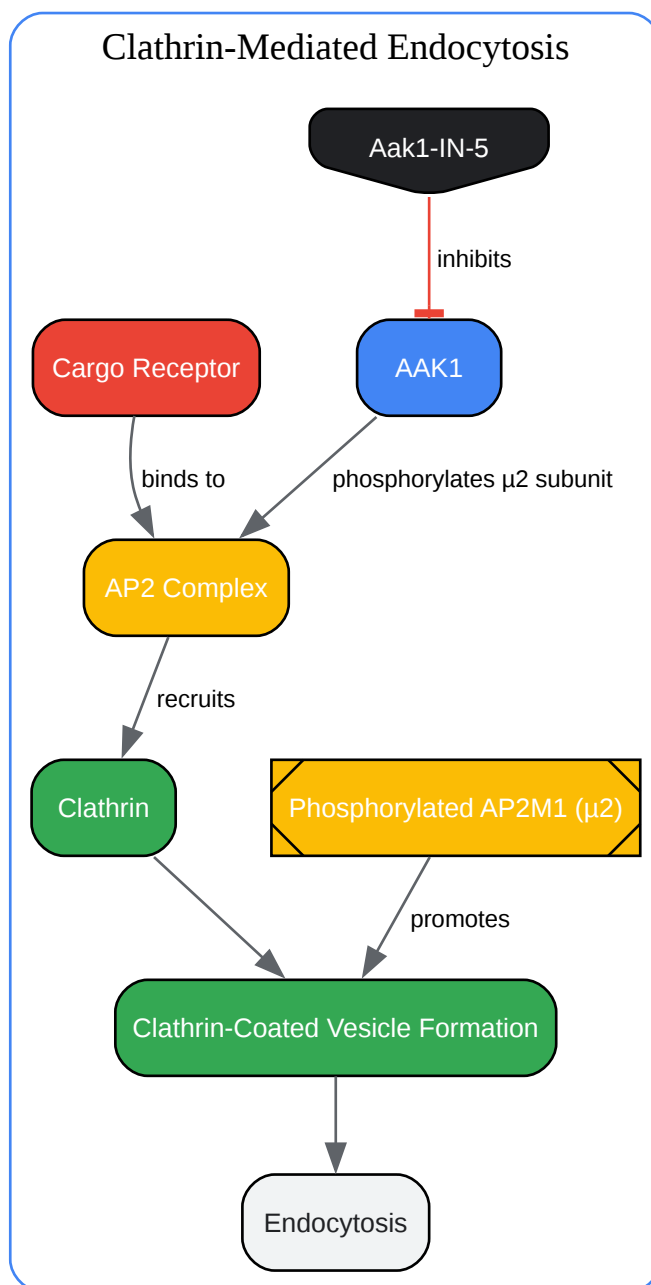 Clathrin-Mediated Endocytosis
Aak1-IN-5
inhibits
Cargo Receptor
AAK1
binds to
phosphorylates µ2 subunit
AP2 Complex
recruits
Clathrin
Phosphorylated AP2M1 (µ2)
promotes
Clathrin-Coated Vesicle Formation
Endocytosis